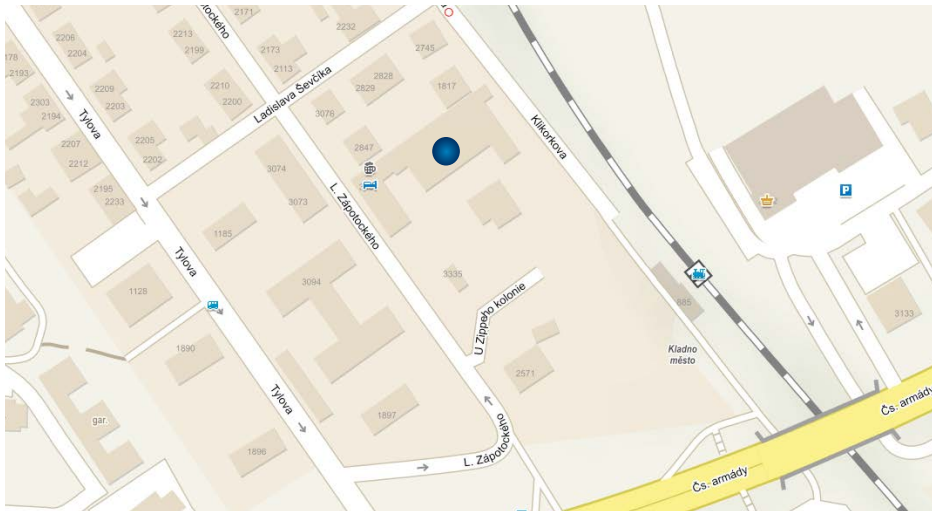 2171
2232
2206
2204
2213
2199
2173
2113
2745
178
2193
2828
2829
1817
2209
2203
2210
2200
2303
2194
Tylova
Ladislava Ševčíka
3076
Klikorkova
2207
2212
2205
2202
2847
2195
2233
3074
3073
L. Zápotockého
P
1185
Tylova
3094
3335
1128
885
3133
U Zippeho kolonie
1890
Kladno
město
2571
Tylova
gar.
1897
Čs. armády
1896
L. Zápotockého
Čs. armády